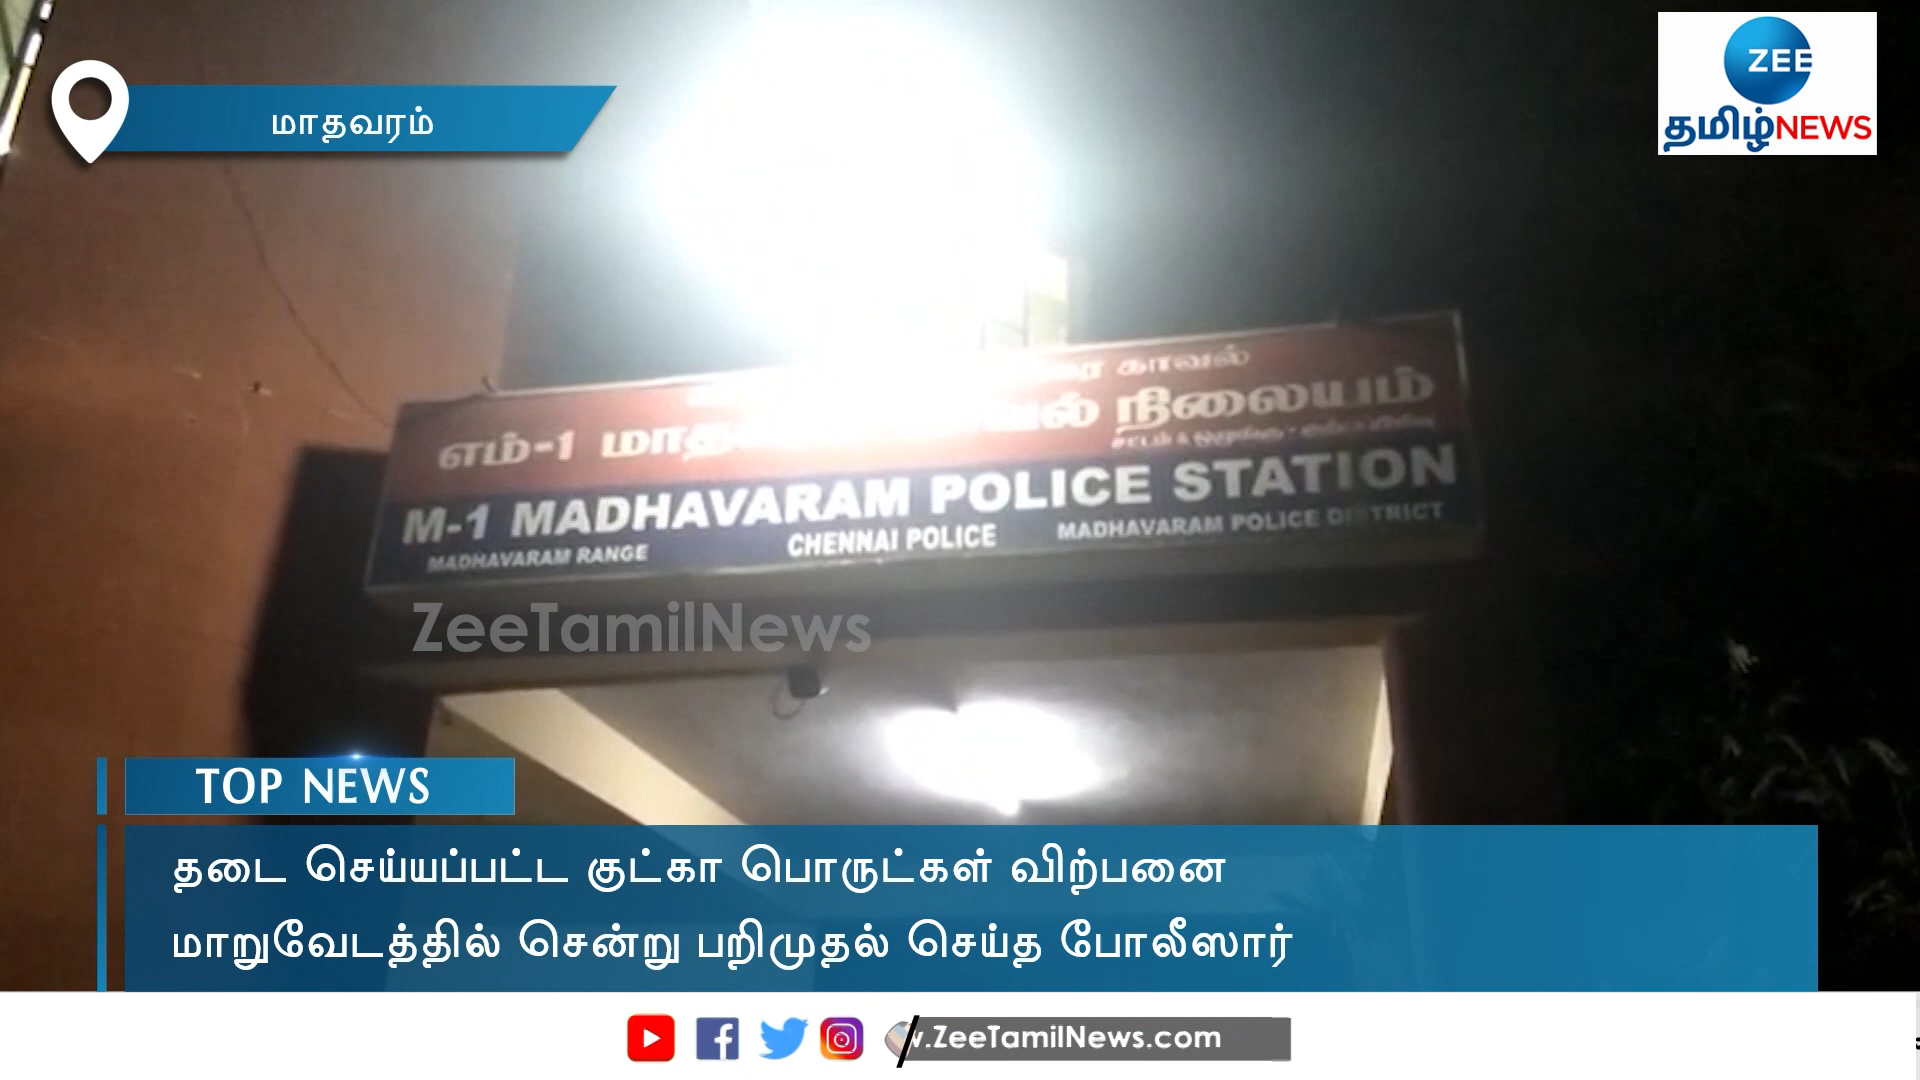 மாதவரம்
ZEE
தமிழ்NEWS
காவல்
எம்-1 நிலையம்
M-1 MADHAVARAM POLICE STATION
MADHAVARAM RANGE CHENNAI POLICE MADHAVARAM POLICE DISTRICT
ZeeTamilNews
TOP NEWS
தடை செய்யப்பட்ட குட்கா பொருட்கள் விற்பனை
மாறுவேடத்தில் சென்று பறிமுதல் செய்த போலீஸார்
.ZeeTamilNews.com